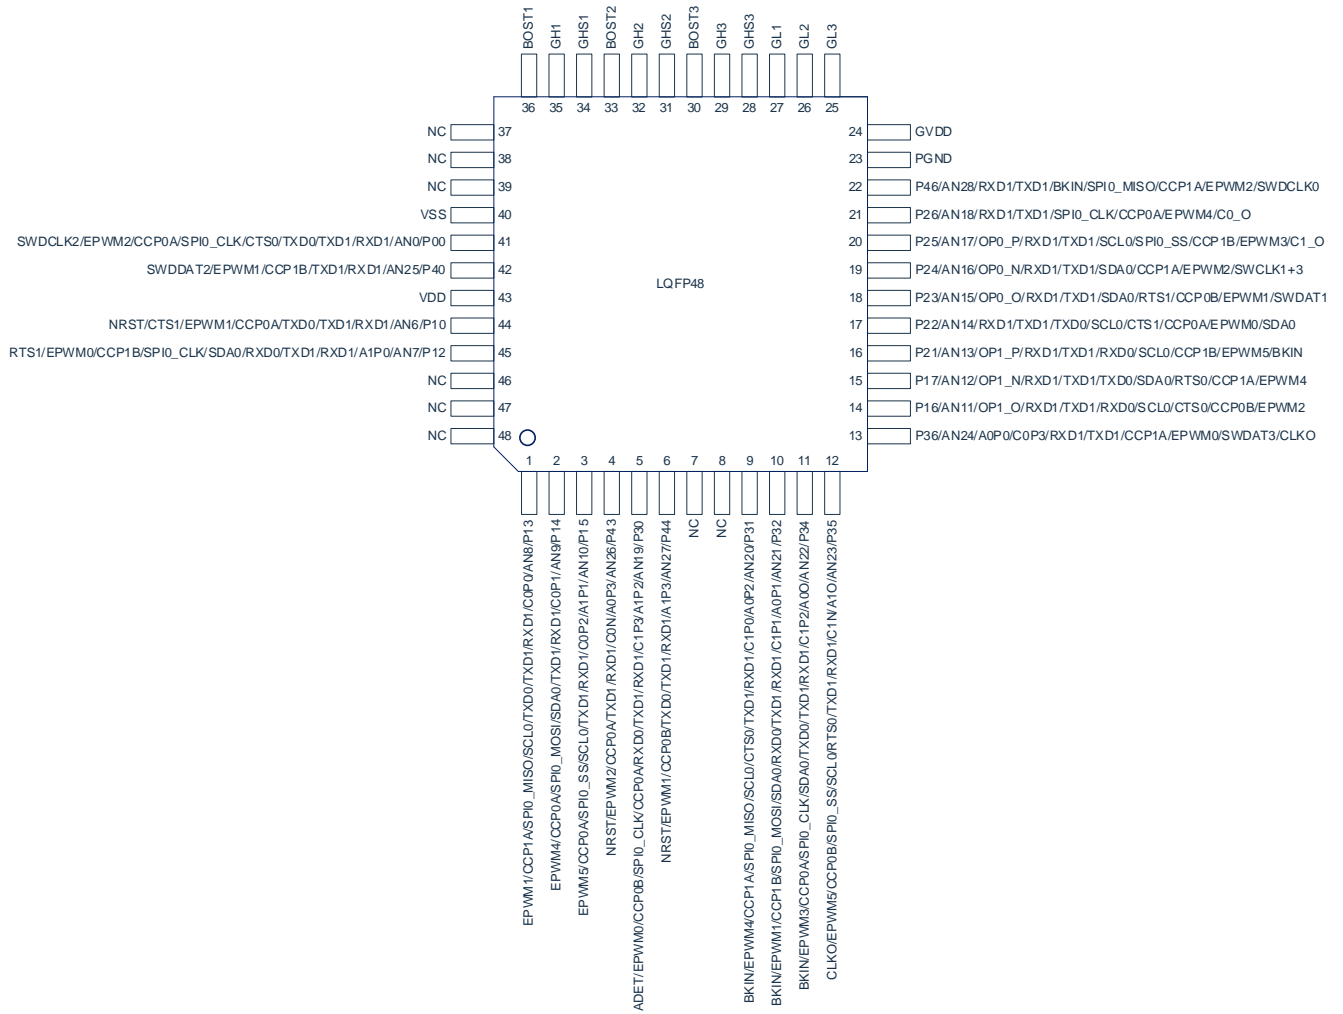 BOST1
GH1
GHS1
BOST2
GH2
GHS2
BOST3
GH3
GHS3
GL1
GL2
GL3
36 35 34 33 32 31 30 29 28 27 26 25
NC 37
NC 38
NC 39
VSS 40
SWDCLK2/EPWM2/CCP0A/SPI0_CLK/CTS0/TXD0/TXD1/RXD1/AN0/P00 41
SWDDAT2/EPWM1/CCP1B/TXD1/RXD1/AN25/P40 42
VDD 43
NRST/CTS1/EPWM1/CCP0A/TXD0/TXD1/RXD1/AN6/P10 44
RTS1/EPWM0/CCP1B/SPI0_CLK/SDA0/RXD0/TXD1/RXD1/A1P0/AN7/P12 45
NC 46
NC 47
NC 48
LQFP48
24 GVDD
23 PGND
22 P46/AN28/RXD1/TXD1/BKIN/SPI0_MISO/CCP1A/EPWM2/SWDCLK0
21 P26/AN18/RXD1/TXD1/SPI0_CLK/CCP0A/EPWM4/C0_O
20 P25/AN17/OP0_P/RXD1/TXD1/SCL0/SPI0_SS/CCP1B/EPWM3/C1_O
19 P24/AN16/OP0_N/RXD1/TXD1/SDA0/CCP1A/EPWM2/SWCLK1+3
18 P23/AN15/OP0_O/RXD1/TXD1/SDA0/RTS1/CCP0B/EPWM1/SWDAT1
17 P22/AN14/RXD1/TXD1/TXD0/SCL0/CTS1/CCP0A/EPWM0/SDA0
16 P21/AN13/OP1_P/RXD1/TXD1/RXD0/SCL0/CCP1B/EPWM5/BKIN
15 P17/AN12/OP1_N/RXD1/TXD1/TXD0/SDA0/RTS0/CCP1A/EPWM4
14 P16/AN11/OP1_O/RXD1/TXD1/RXD0/SCL0/CTS0/CCP0B/EPWM2
13 P36/AN24/A0P0/C0P3/RXD1/TXD1/CCP1A/EPWM0/SWDAT3/CLKO
1 2 3 4 5 6 7 8 9 10 11 12
EPWM1/CCP1A/SPI0_MISO/SCL0/TXD0/TXD1/RXD1/C0P0/AN8/P13
EPWM4/CCP0A/SPI0_MOSI/SDA0/TXD1/RXD1/C0P1/AN9/P14
EPWM5/CCP0A/SPI0_SS/SCL0/TXD1/RXD1/C0P2/A1P1/AN10/P15
NRST/EPWM2/CCP0A/TXD1/RXD1/C0N/A0P3/AN26/P43
ADET/EPWM0/CCP0B/SPI0_CLK/CCP0A/RXD0/TXD1/RXD1/C1P3/A1P2/AN19/P30
NRST/EPWM1/CCP0B/TXD0/TXD1/RXD1/A1P3/AN27/P44
NC
NC
BKIN/EPWM4/CCP1A/SPI0_MISO/SCL0/CTS0/TXD1/RXD1/C1P0/A0P2/AN20/P31
BKIN/EPWM1/CCP1B/SPI0_MOSI/SDA0/RXD0/TXD1/RXD1/C1P1/A0P1/AN21/P32
BKIN/EPWM3/CCP0A/SPI0_CLK/SDA0/TXD0/TXD1/RXD1/C1P2/A0O/AN22/P34
CLKO/EPWM5/CCP0B/SPI0_SS/SCL0/RTS0/TXD1/RXD1/C1N/A1O/AN23/P35